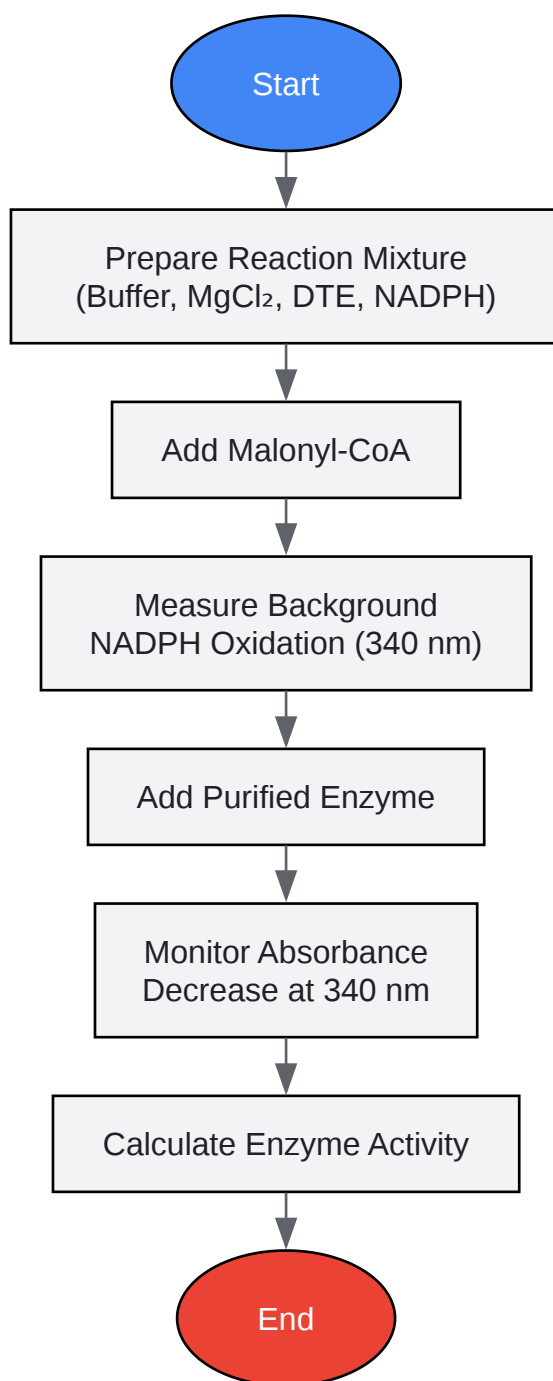 Start
Prepare Reaction Mixture
(Buffer, MgCl₂, DTE, NADPH)
Add Malonyl-CoA
Measure Background
NADPH Oxidation (340 nm)
Add Purified Enzyme
Monitor Absorbance
Decrease at 340 nm
Calculate Enzyme Activity
End